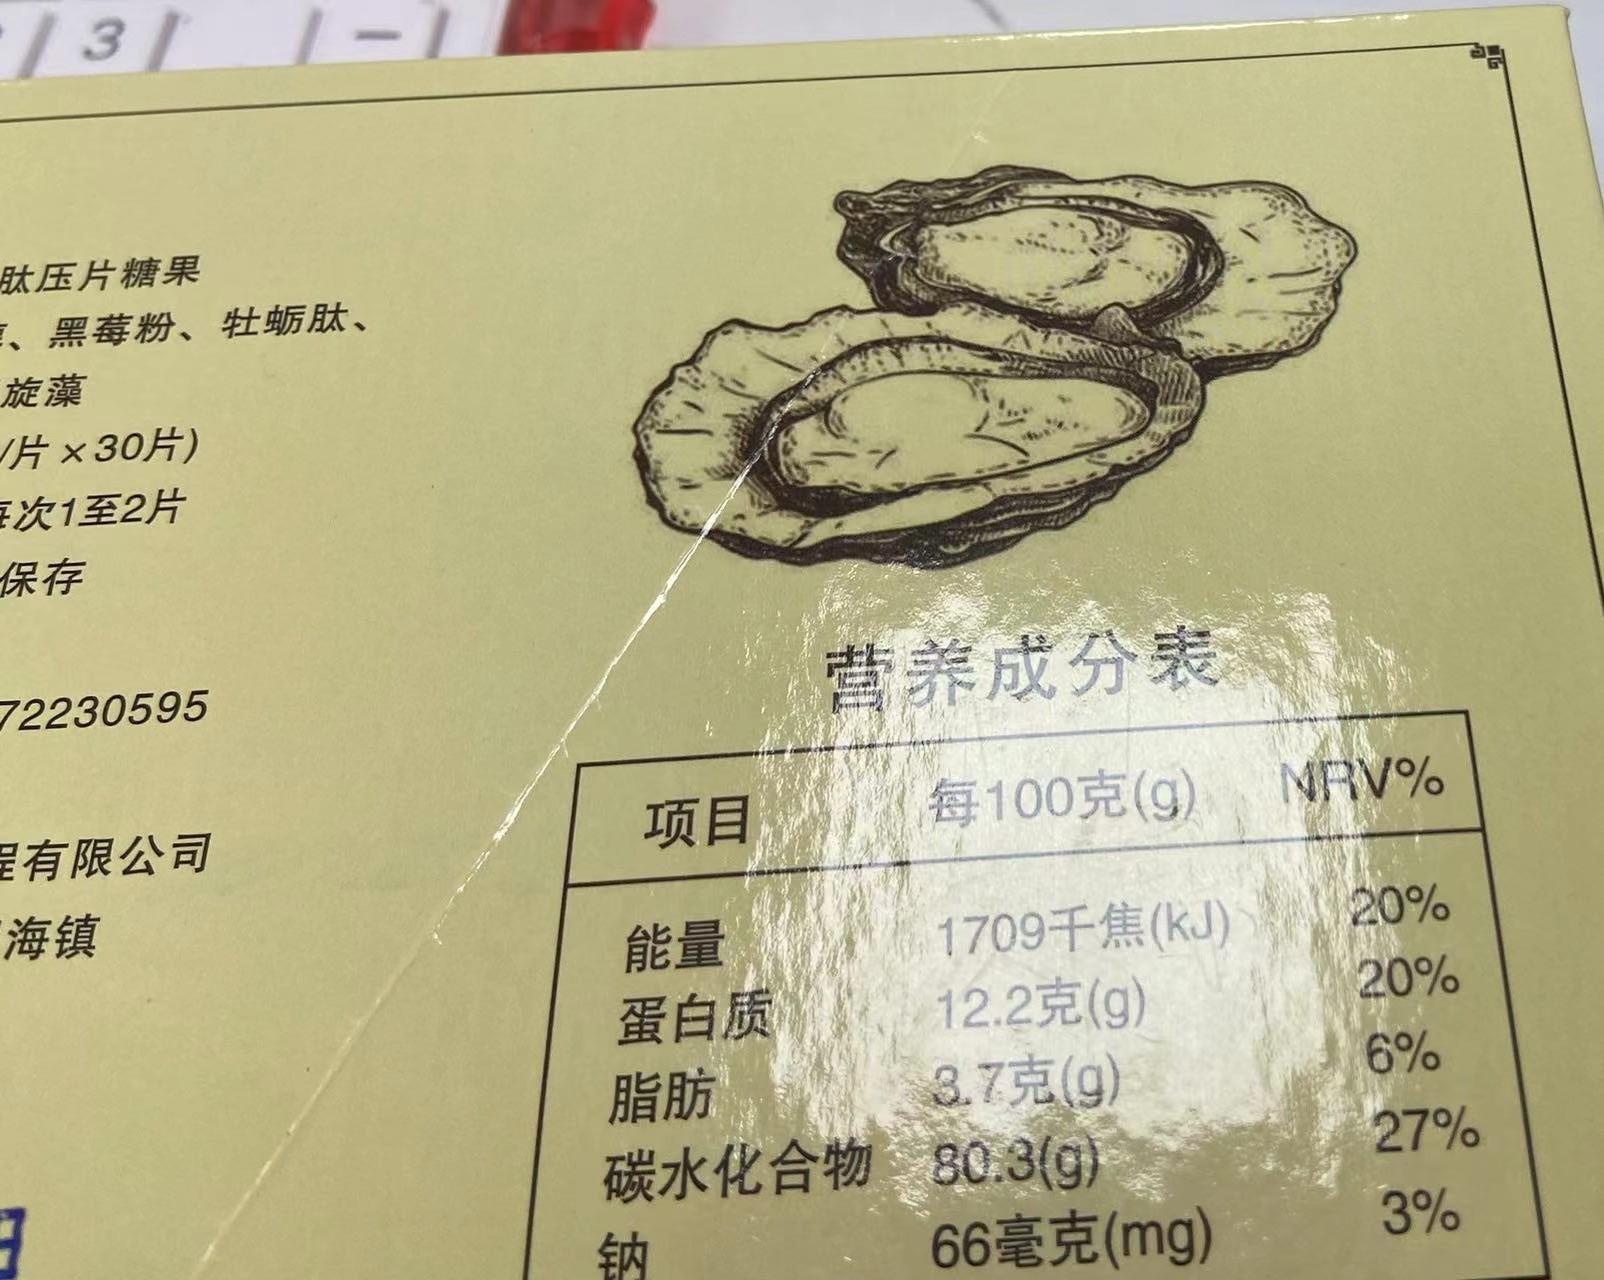 3 —
肽压片糖果
、黑莓粉、牡蛎肽、
旋藻
/片×30片)
每次1至2片
保存
72230595
程有限公司
海镇
营养成分表
项目 每100克(g) NRV%
能量 1709千焦(kJ) 20%
蛋白质 12.2克(g) 20%
脂肪 3.7克(g) 6%
碳水化合物 80.3(g) 27%
钠 66毫克(mg) 3%